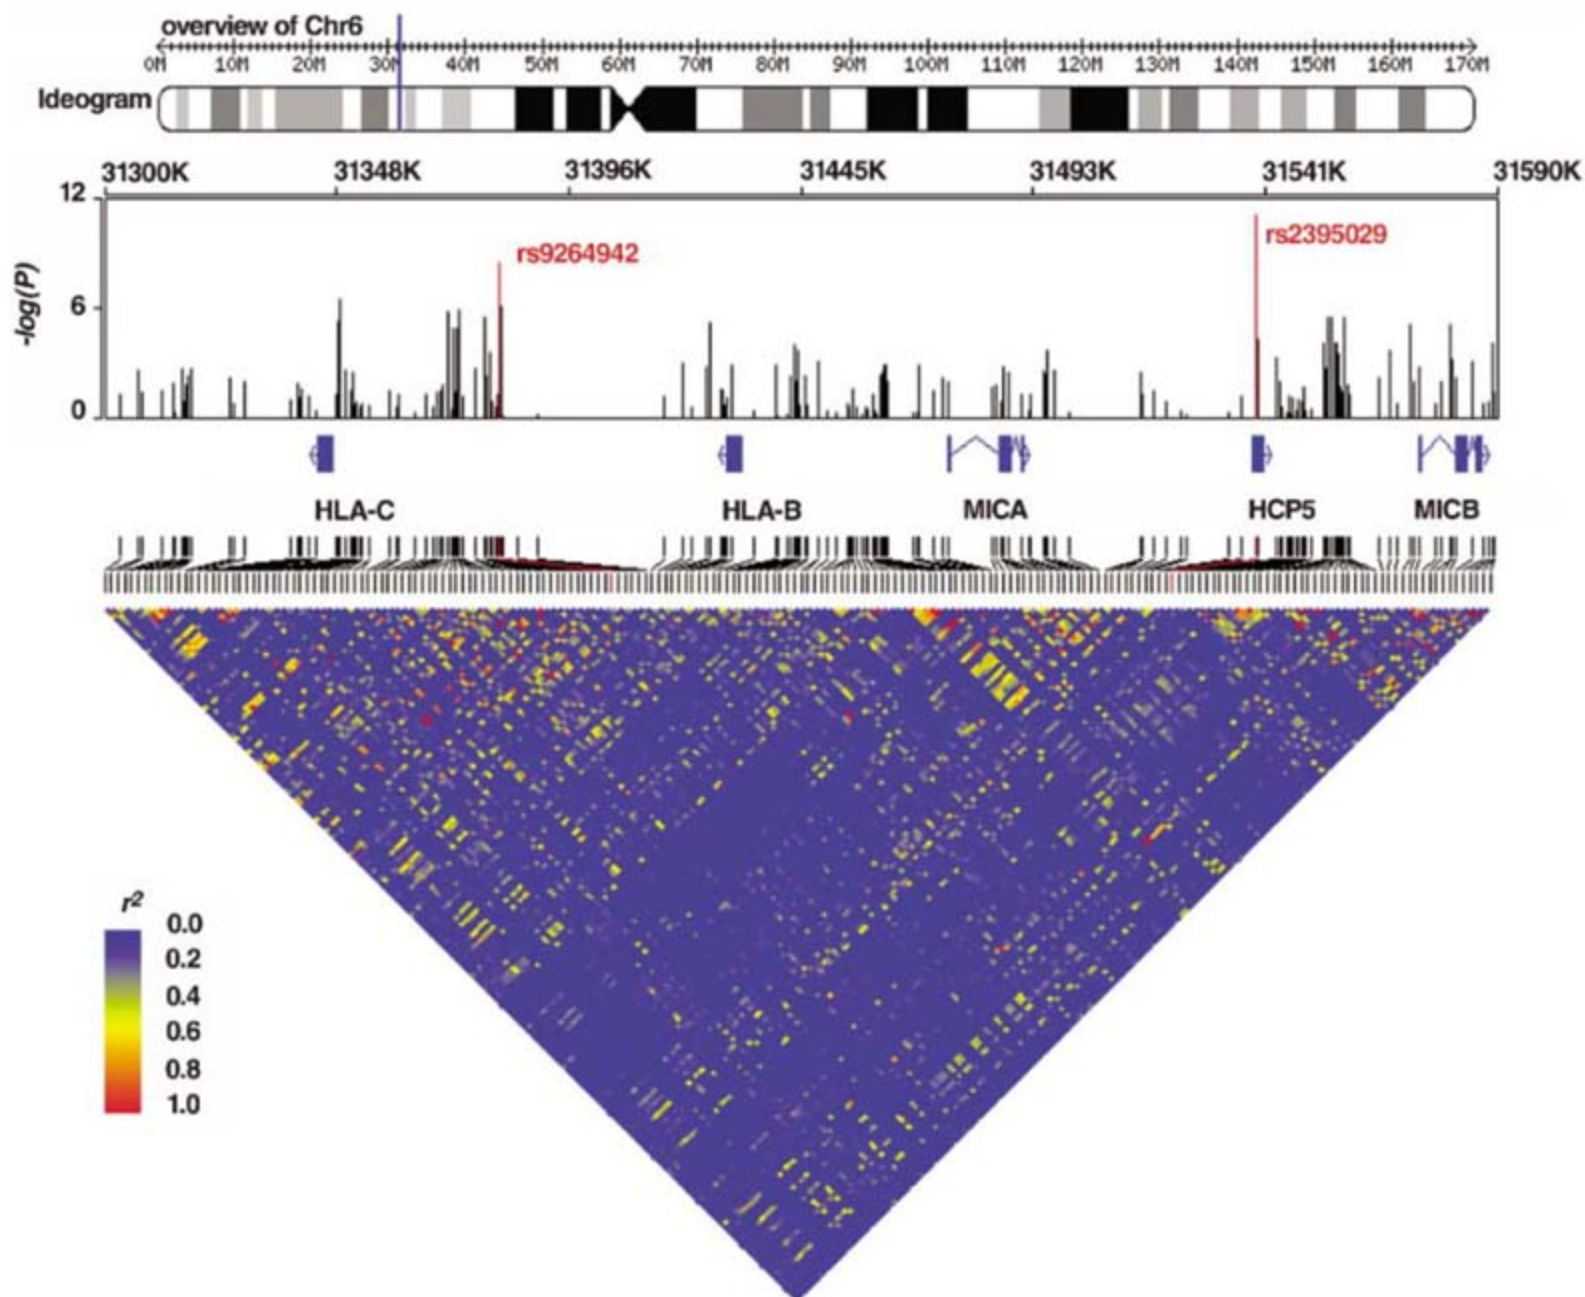 overview of Chr6
0M 10M 20M 30M 40M 50M 60M 70M 80M 90M 100M 110M 120M 130M 140M 150M 160M 170M
Ideogram
31300K 31348K 31396K 31445K 31493K 31541K 31590K
12
rs9264942
rs2395029
-log(P)
6
0
HLA-C HLA-B MICA HCP5 MICB
r²
0.0
0.2
0.4
0.6
0.8
1.0